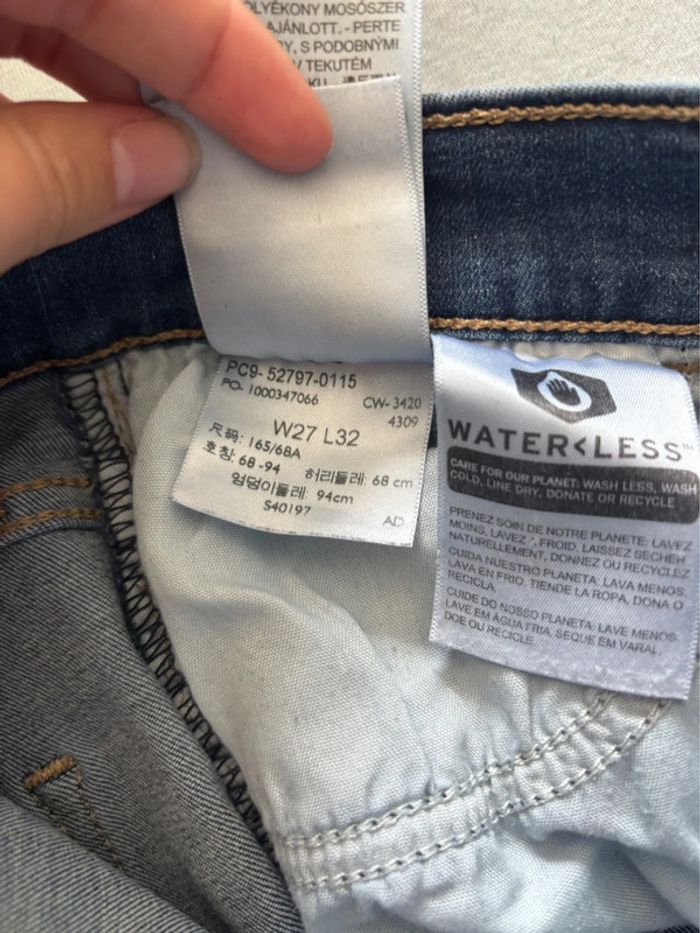 OLYÉKONY MOSÓSZER
AJÁNLOTT. - PERTE
Y, S PODOBNÝMI
V TEKUTÉM
PC9- 52797-0115
PO- 1000347066
CW- 3420
4309
W27 L32
尺码: 165/68A
호칭: 68 -94 허리둘레: 68 cm
엉덩이둘레: 94cm
S40197
AD
WATER<LESS™
CARE FOR OUR PLANET: WASH LESS, WASH
COLD, LINE DRY, DONATE OR RECYCLE
PRENEZ SOIN DE NOTRE PLANETE: LAVEZ
MOINS, LAVEZ À FROID, LAISSEZ SECHER
NATURELLEMENT, DONNEZ OU RECYCLEZ
CUIDA NUESTRO PLANETA: LAVA MENOS.
LAVA EN FRIO. TIENDE LA ROPA, DONA O
RECICLA.
CUIDE DO NOSSO PLANETA: LAVE MENOS.
LAVE EM ÁGUA FRIA, SEQUE EM VARAL,
DOE OU RECICLE.